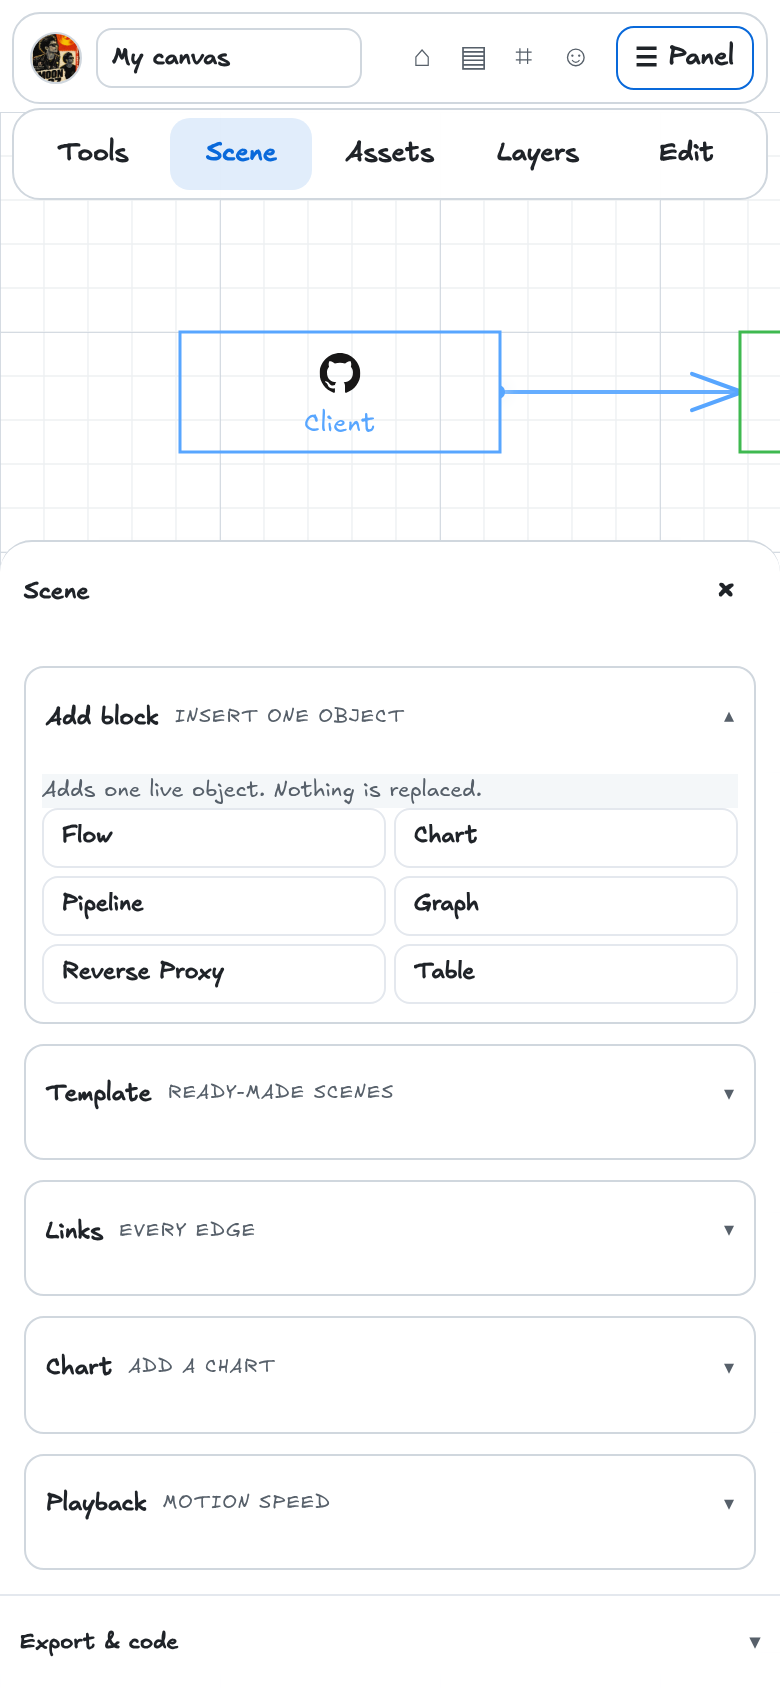 My canvas
☰ Panel
Tools Scene Assets Layers Edit
Client
Scene
Add block INSERT ONE OBJECT
Adds one live object. Nothing is replaced.
Flow Chart
Pipeline Graph
Reverse Proxy Table
Template READY-MADE SCENES
Links EVERY EDGE
Chart ADD A CHART
Playback MOTION SPEED
Export & code